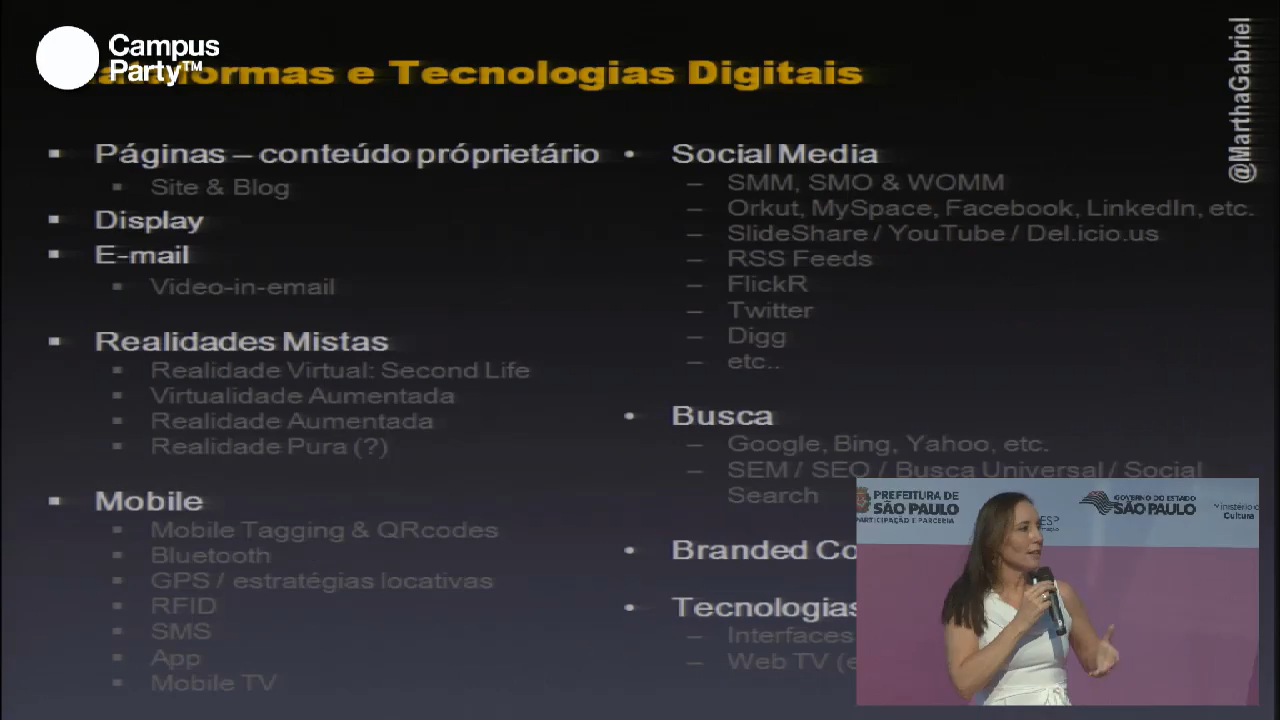 Campus
Party™
ataformas e Tecnologias Digitais
@MarthaGabriel
Páginas – conteúdo próprietário
Site & Blog
Display
E-mail
Video-in-email
Realidades Mistas
Realidade Virtual: Second Life
Virtualidade Aumentada
Realidade Aumentada
Realidade Pura (?)
Mobile
Mobile Tagging & QRcodes
Bluetooth
GPS / estratégias locativas
RFID
SMS
App
Mobile TV
Social Media
SMM, SMO & WOMM
Orkut, MySpace, Facebook, LinkedIn, etc.
SlideShare / YouTube / Del.icio.us
RSS Feeds
FlickR
Twitter
Digg
etc..
Busca
Google, Bing, Yahoo, etc.
SEM / SEO / Busca Universal / Social
Search
Branded Co
Tecnologias
Interfaces
Web TV (e
PREFEITURA DE
SÃO PAULO
PARTICIPAÇÃO E PARCERIA
GOVERNO DO ESTADO
SÃO PAULO
Ministério d
Cultura